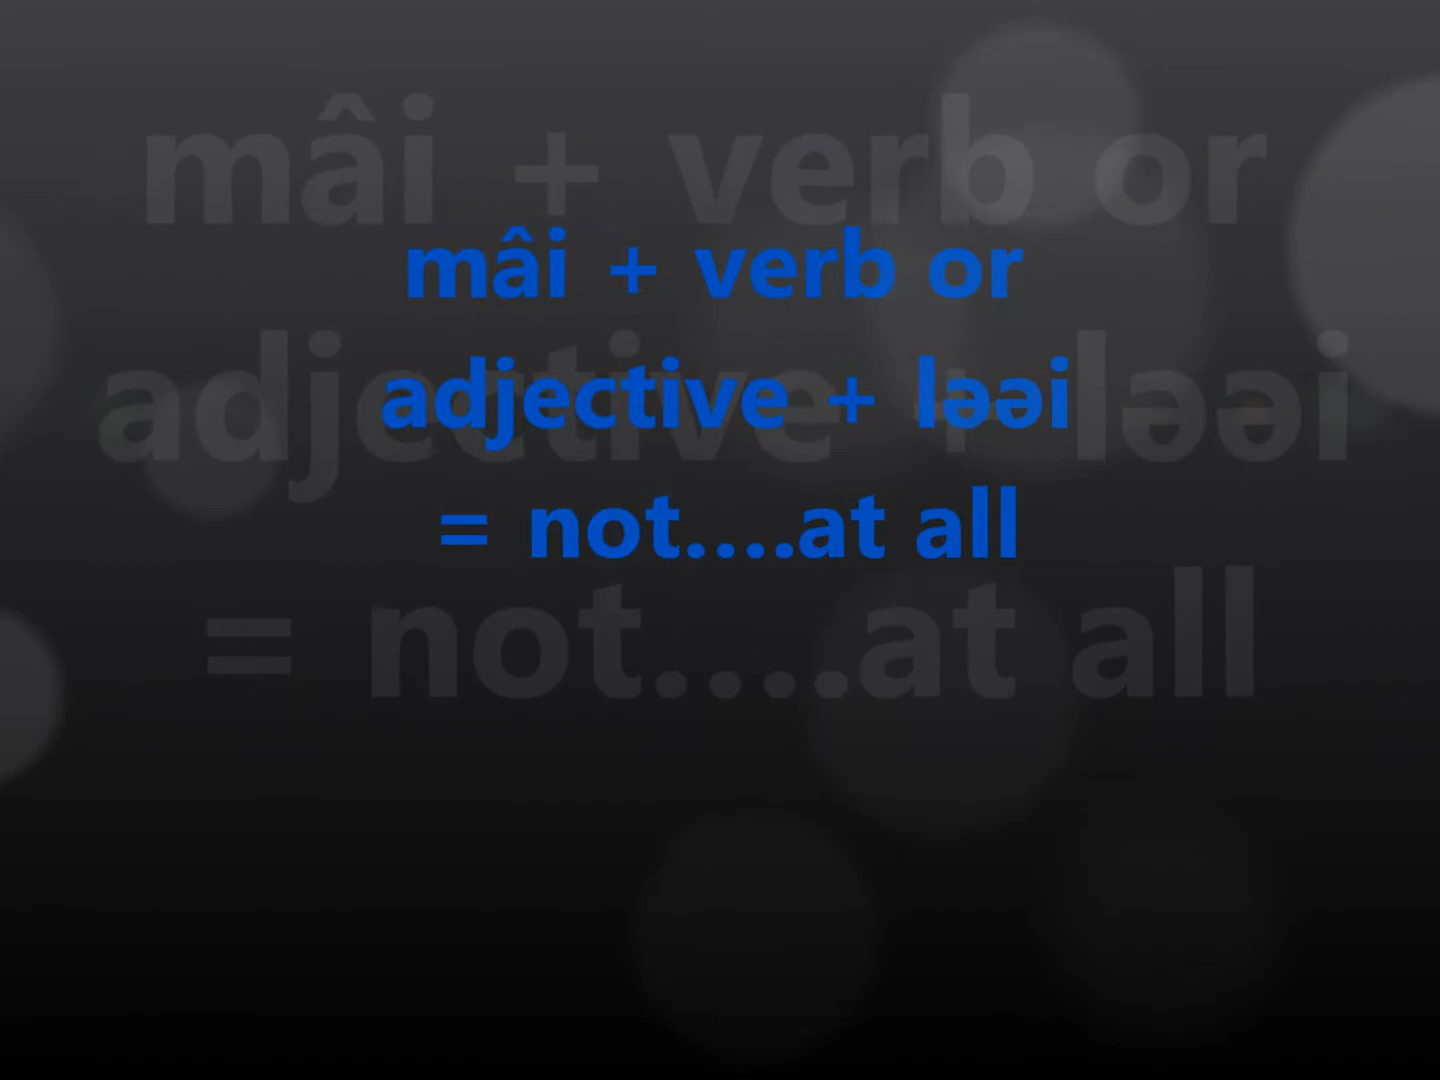 mâi + verb or
adjective + ləəi
= not....at all